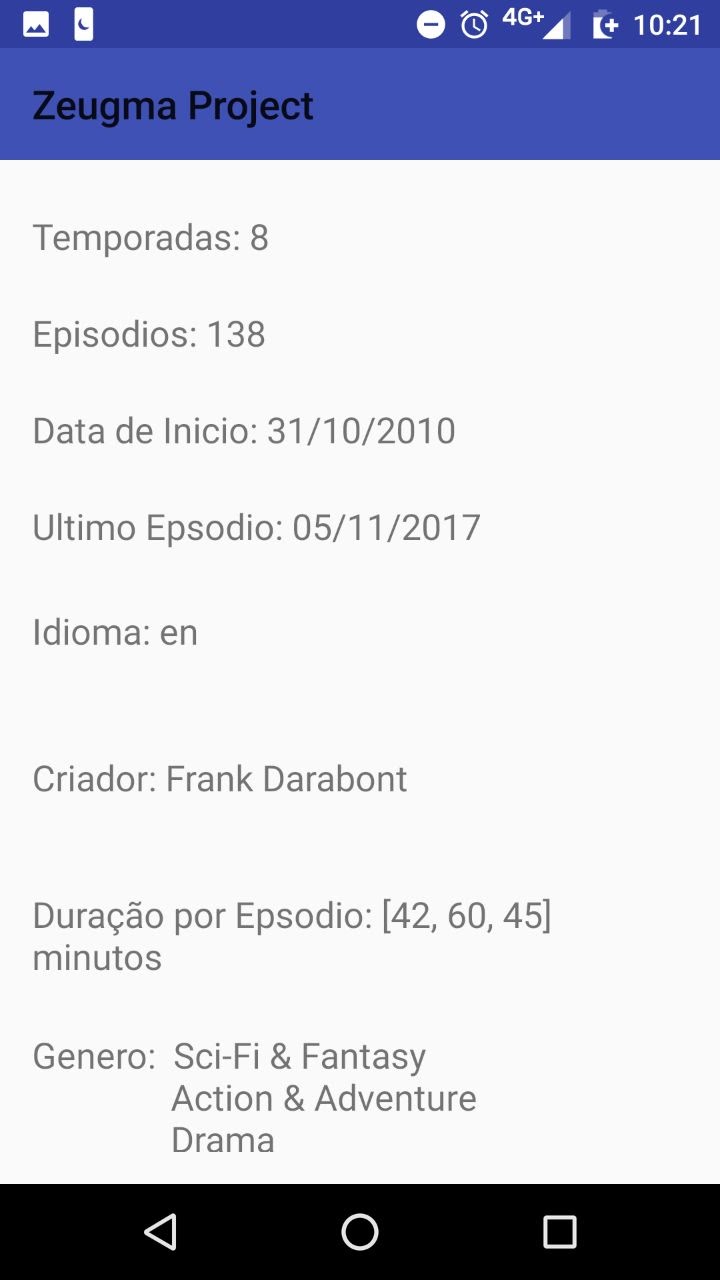 4G+ 10:21
Zeugma Project
Temporadas: 8
Episodios: 138
Data de Inicio: 31/10/2010
Ultimo Epsodio: 05/11/2017
Idioma: en
Criador: Frank Darabont
Duração por Epsodio: [42, 60, 45]
minutos
Genero: Sci-Fi & Fantasy
Action & Adventure
Drama